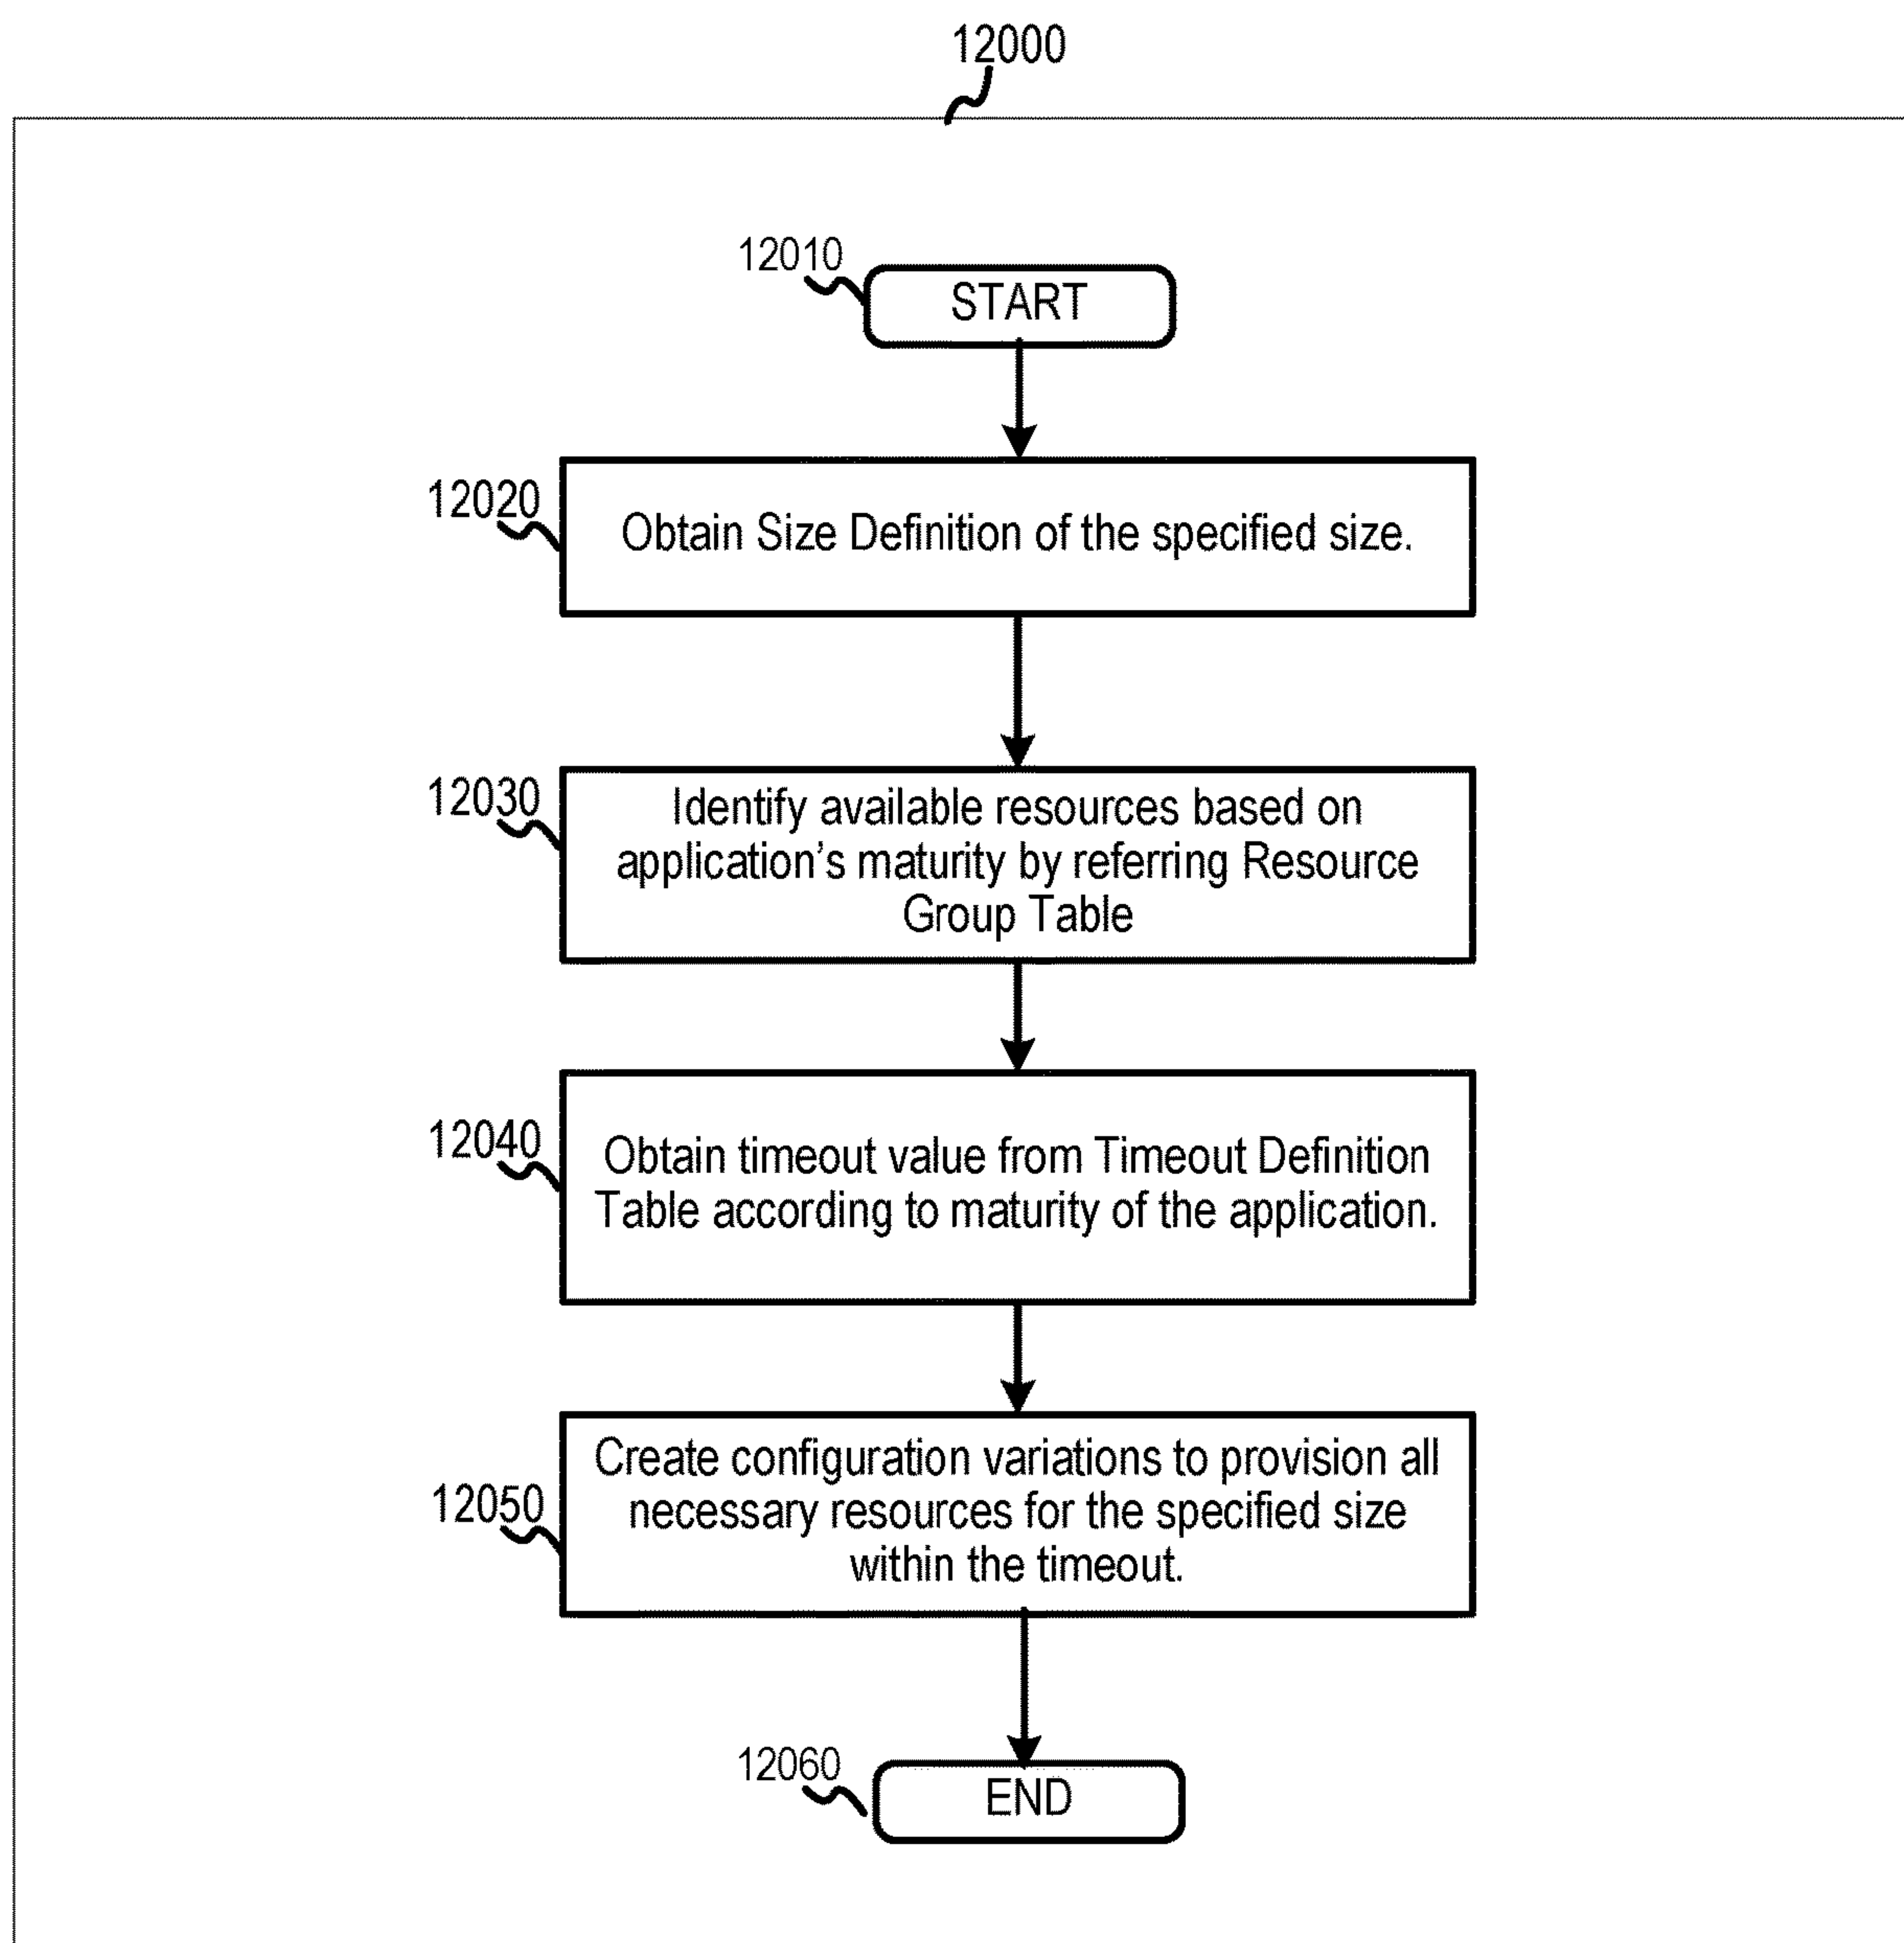 12000
12010
START
12020
Obtain Size Definition of the specified size.
12030
Identify available resources based on
application's maturity by referring Resource
Group Table
12040
Obtain timeout value from Timeout Definition
Table according to maturity of the application.
12050
Create configuration variations to provision all
necessary resources for the specified size
within the timeout.
12060
END